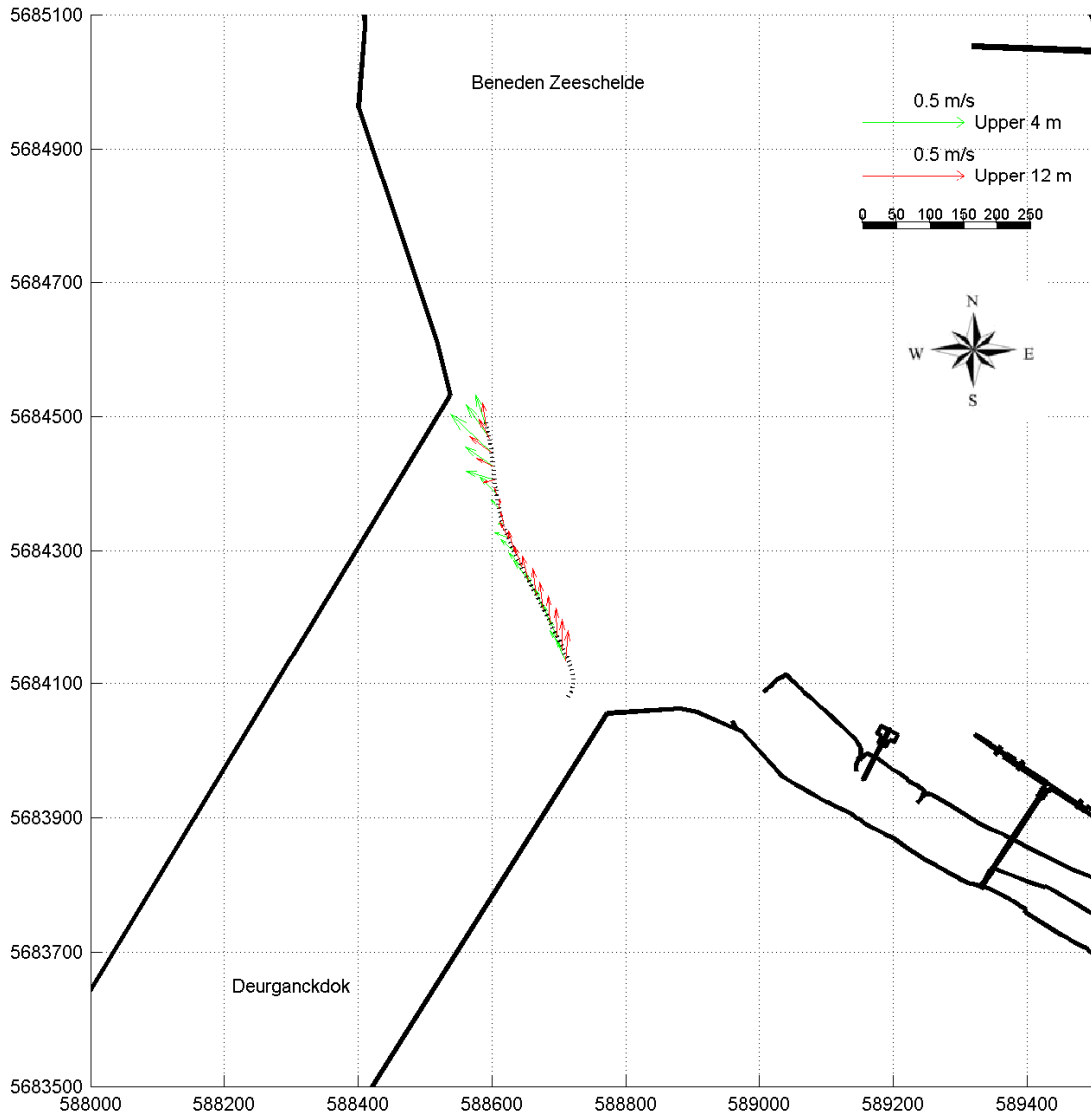 5685100
Beneden Zeeschelde
0.5 m/s
Upper 4 m
5684900
0.5 m/s
Upper 12 m
0 50 100 150 200 250
5684700
N
W E
S
5684500
5684300
5684100
5683900
5683700
Deurganckdok
5683500
588000 588200 588400 588600 588800 589000 589200 589400